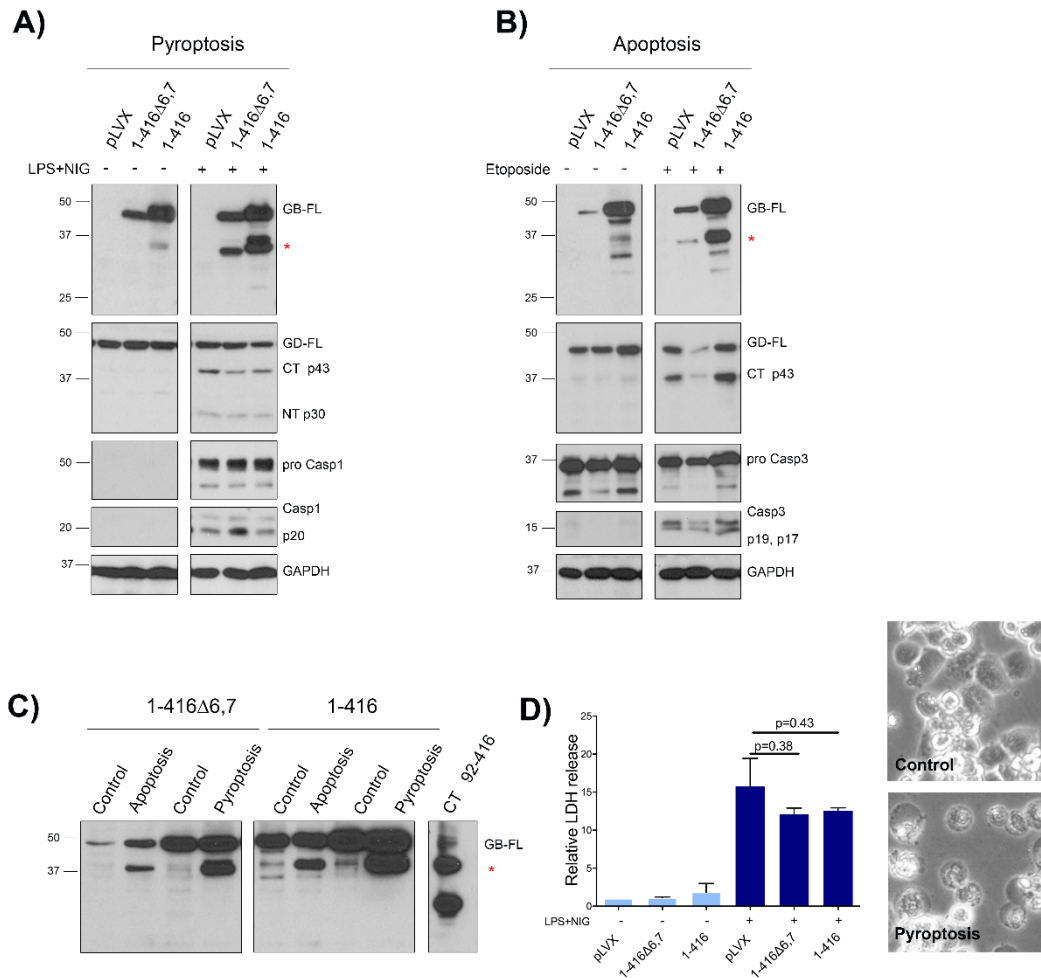 A)
Pyroptosis
pLVX
1-416Δ6,7
1-416
pLVX
1-416Δ6,7
1-416
LPS+NIG - - - + + +
50
37
25
GB-FL
*
50
37
GD-FL
CT p43
NT p30
50
pro Casp1
20
Casp1
p20
37
GAPDH
B)
Apoptosis
pLVX
1-416Δ6,7
1-416
pLVX
1-416Δ6,7
1-416
Etoposide - - - + + +
50
37
25
GB-FL
*
50
37
GD-FL
CT p43
37
pro Casp3
15
Casp3
p19, p17
37
GAPDH
C)
1-416Δ6,7
1-416
Control
Apoptosis
Control
Pyroptosis
Control
Apoptosis
Control
Pyroptosis
CT 92-416
50
37
GB-FL
*
D)
Relative LDH release
25
20
15
10
5
0
p=0.43
p=0.38
LPS+NIG - - - + + +
pLVX
1-416Δ6,7
1-416
pLVX
1-416Δ6,7
1-416
Control
Pyroptosis